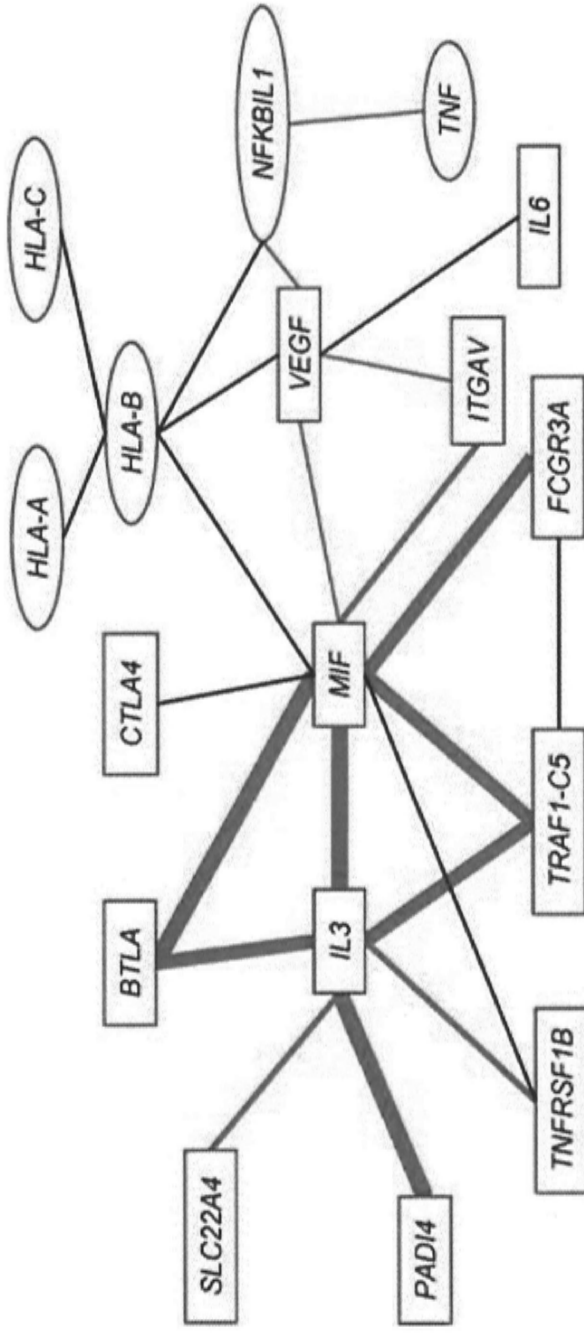 HLA-A
HLA-C
HLA-B
CTLA4
BTLA
SLC22A4
NFKBIL1
VEGF
MIF
IL3
PADI4
TNF
IL6
ITGAV
FCGR3A
TRAF1-C5
TNFRSF1B